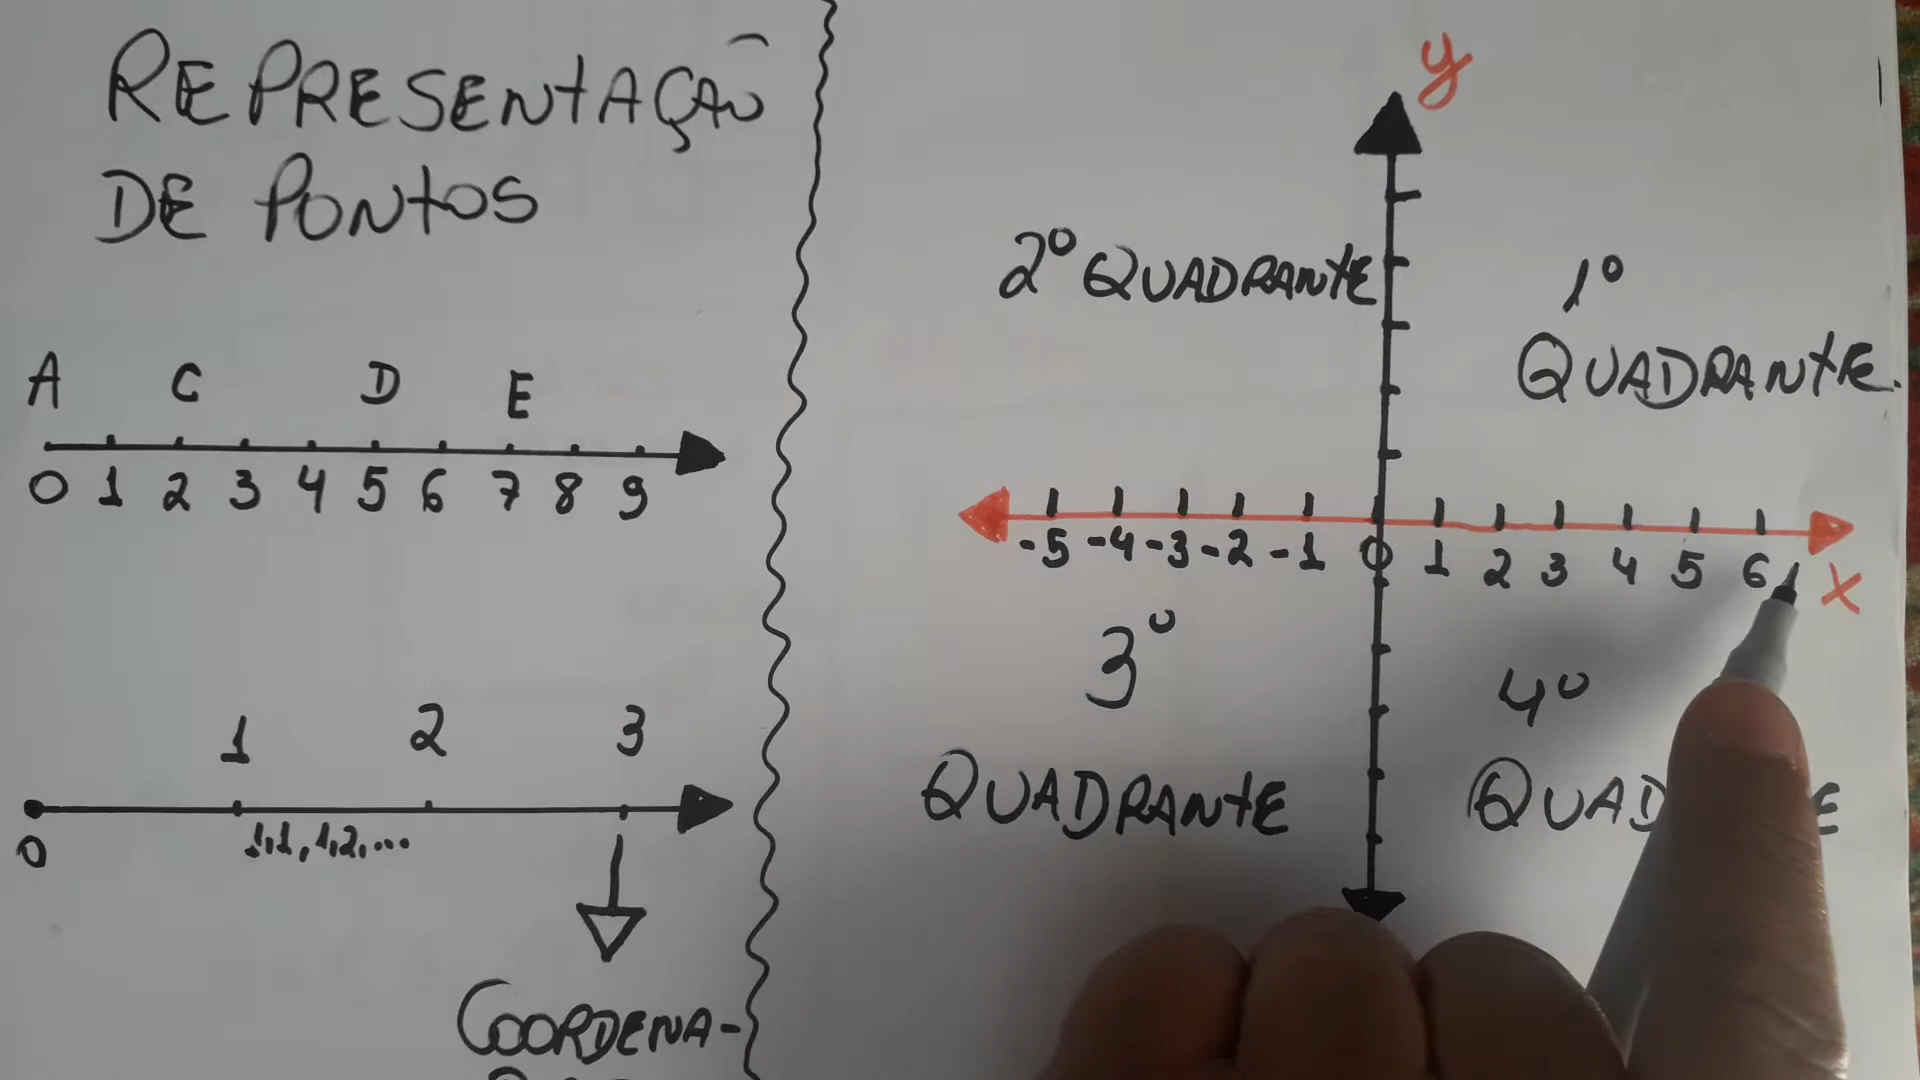 REPRESENTAÇÃO
DE PONTOS
A C D E
0 1 2 3 4 5 6 7 8 9
1 2 3
0
1,1, 1,2,...
COORDENA-
y
2º QUADRANTE
1º
QUADRANTE.
-5 -4 -3 -2 -1 0 1 2 3 4 5 6
x
3º
QUADRANTE
4º